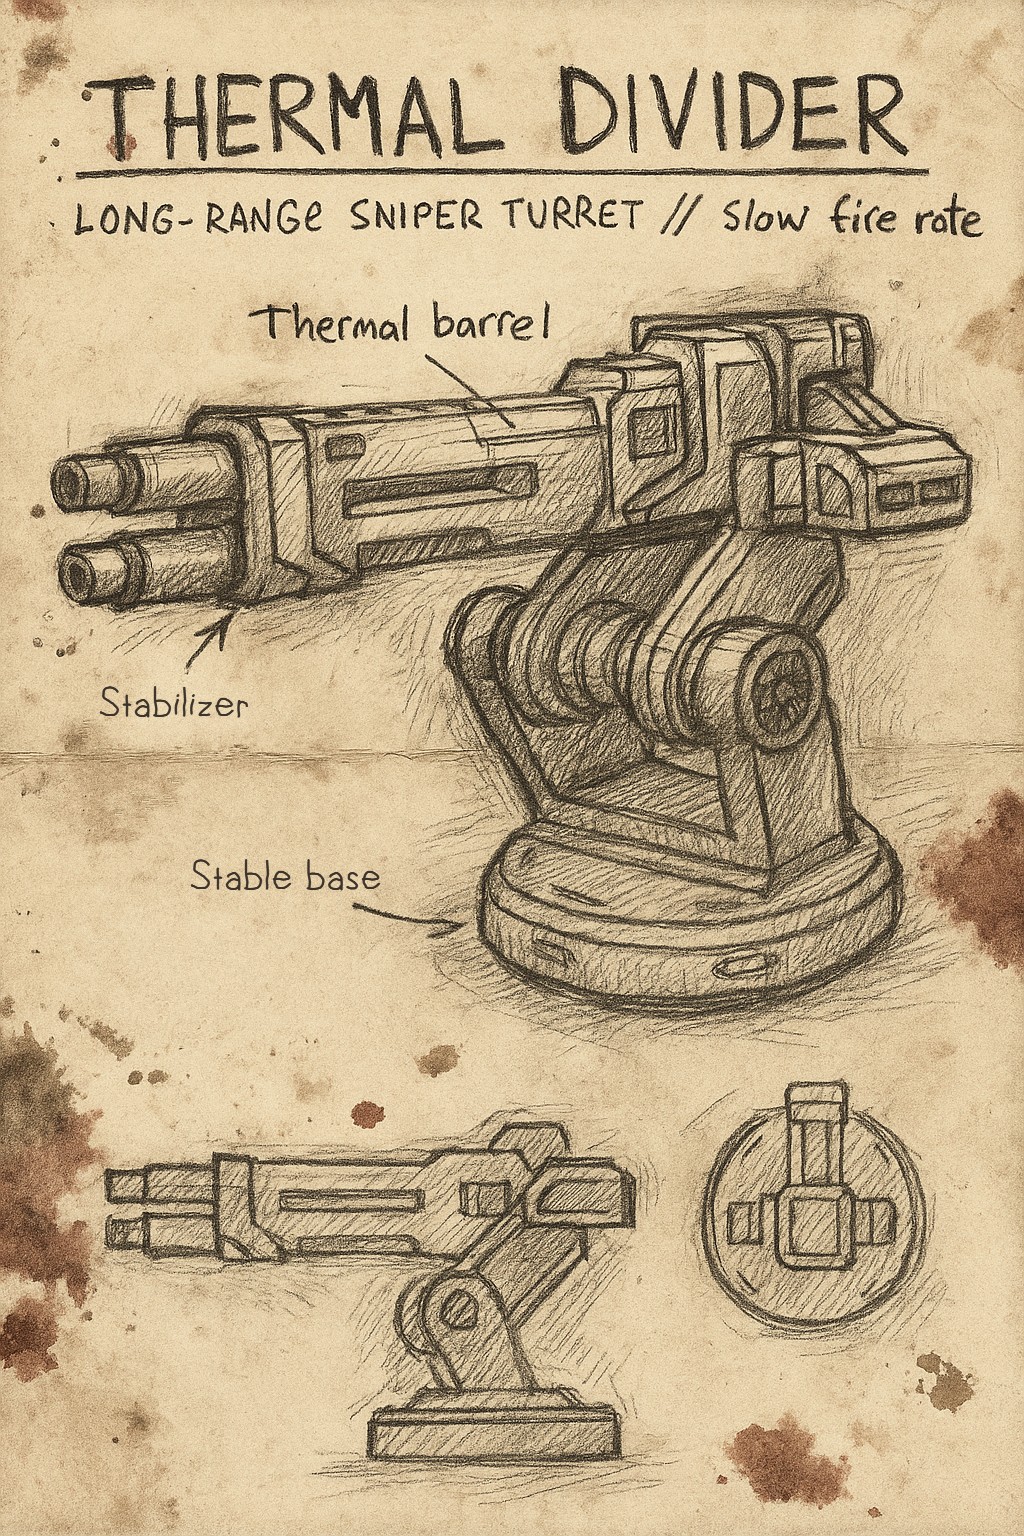 THERMAL DIVIDER
LONG-RANGe SNIPER TURRET // Slow fire rate
Thermal barrel
Stabilizer
Stable base